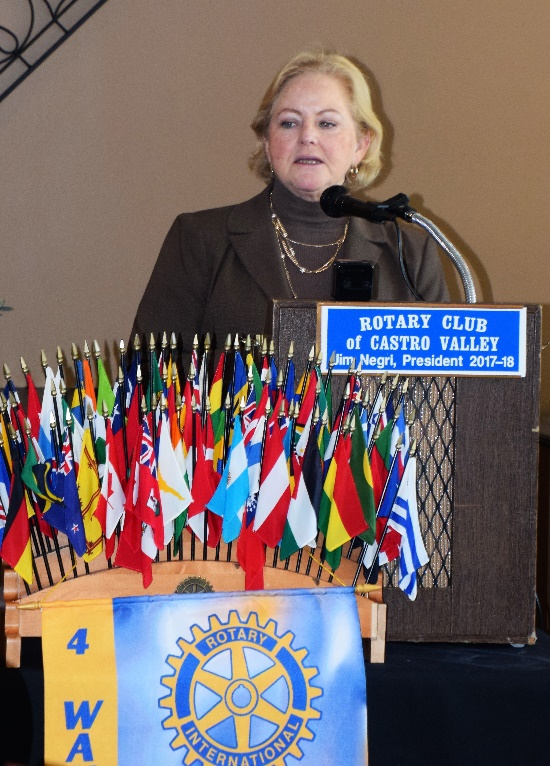 ROTARY CLUB
of CASTRO VALLEY
Jim Negri, President 2017–18
4
WA
ROTARY
INTERNATIONAL